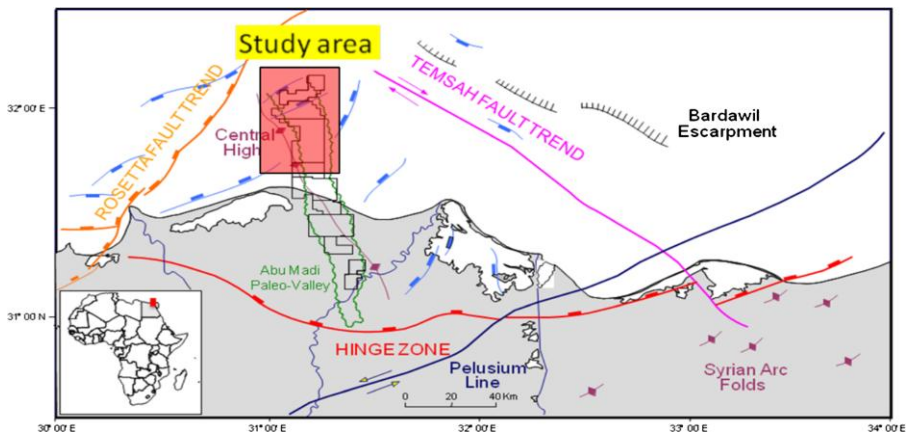 Study area
32°00' E
ROSETTA FAULT TREND
Central
High
TEMSAH FAULT TREND
Bardawil
Escarpment
Abu Madi
Paleo-Valley
31°00 N
HINGE ZONE
Pelusium
Line
Syrian Arc
Folds
0 20 40 Km
30°00'E
31°00'E
32°00'E
33°00'E
34°00'E